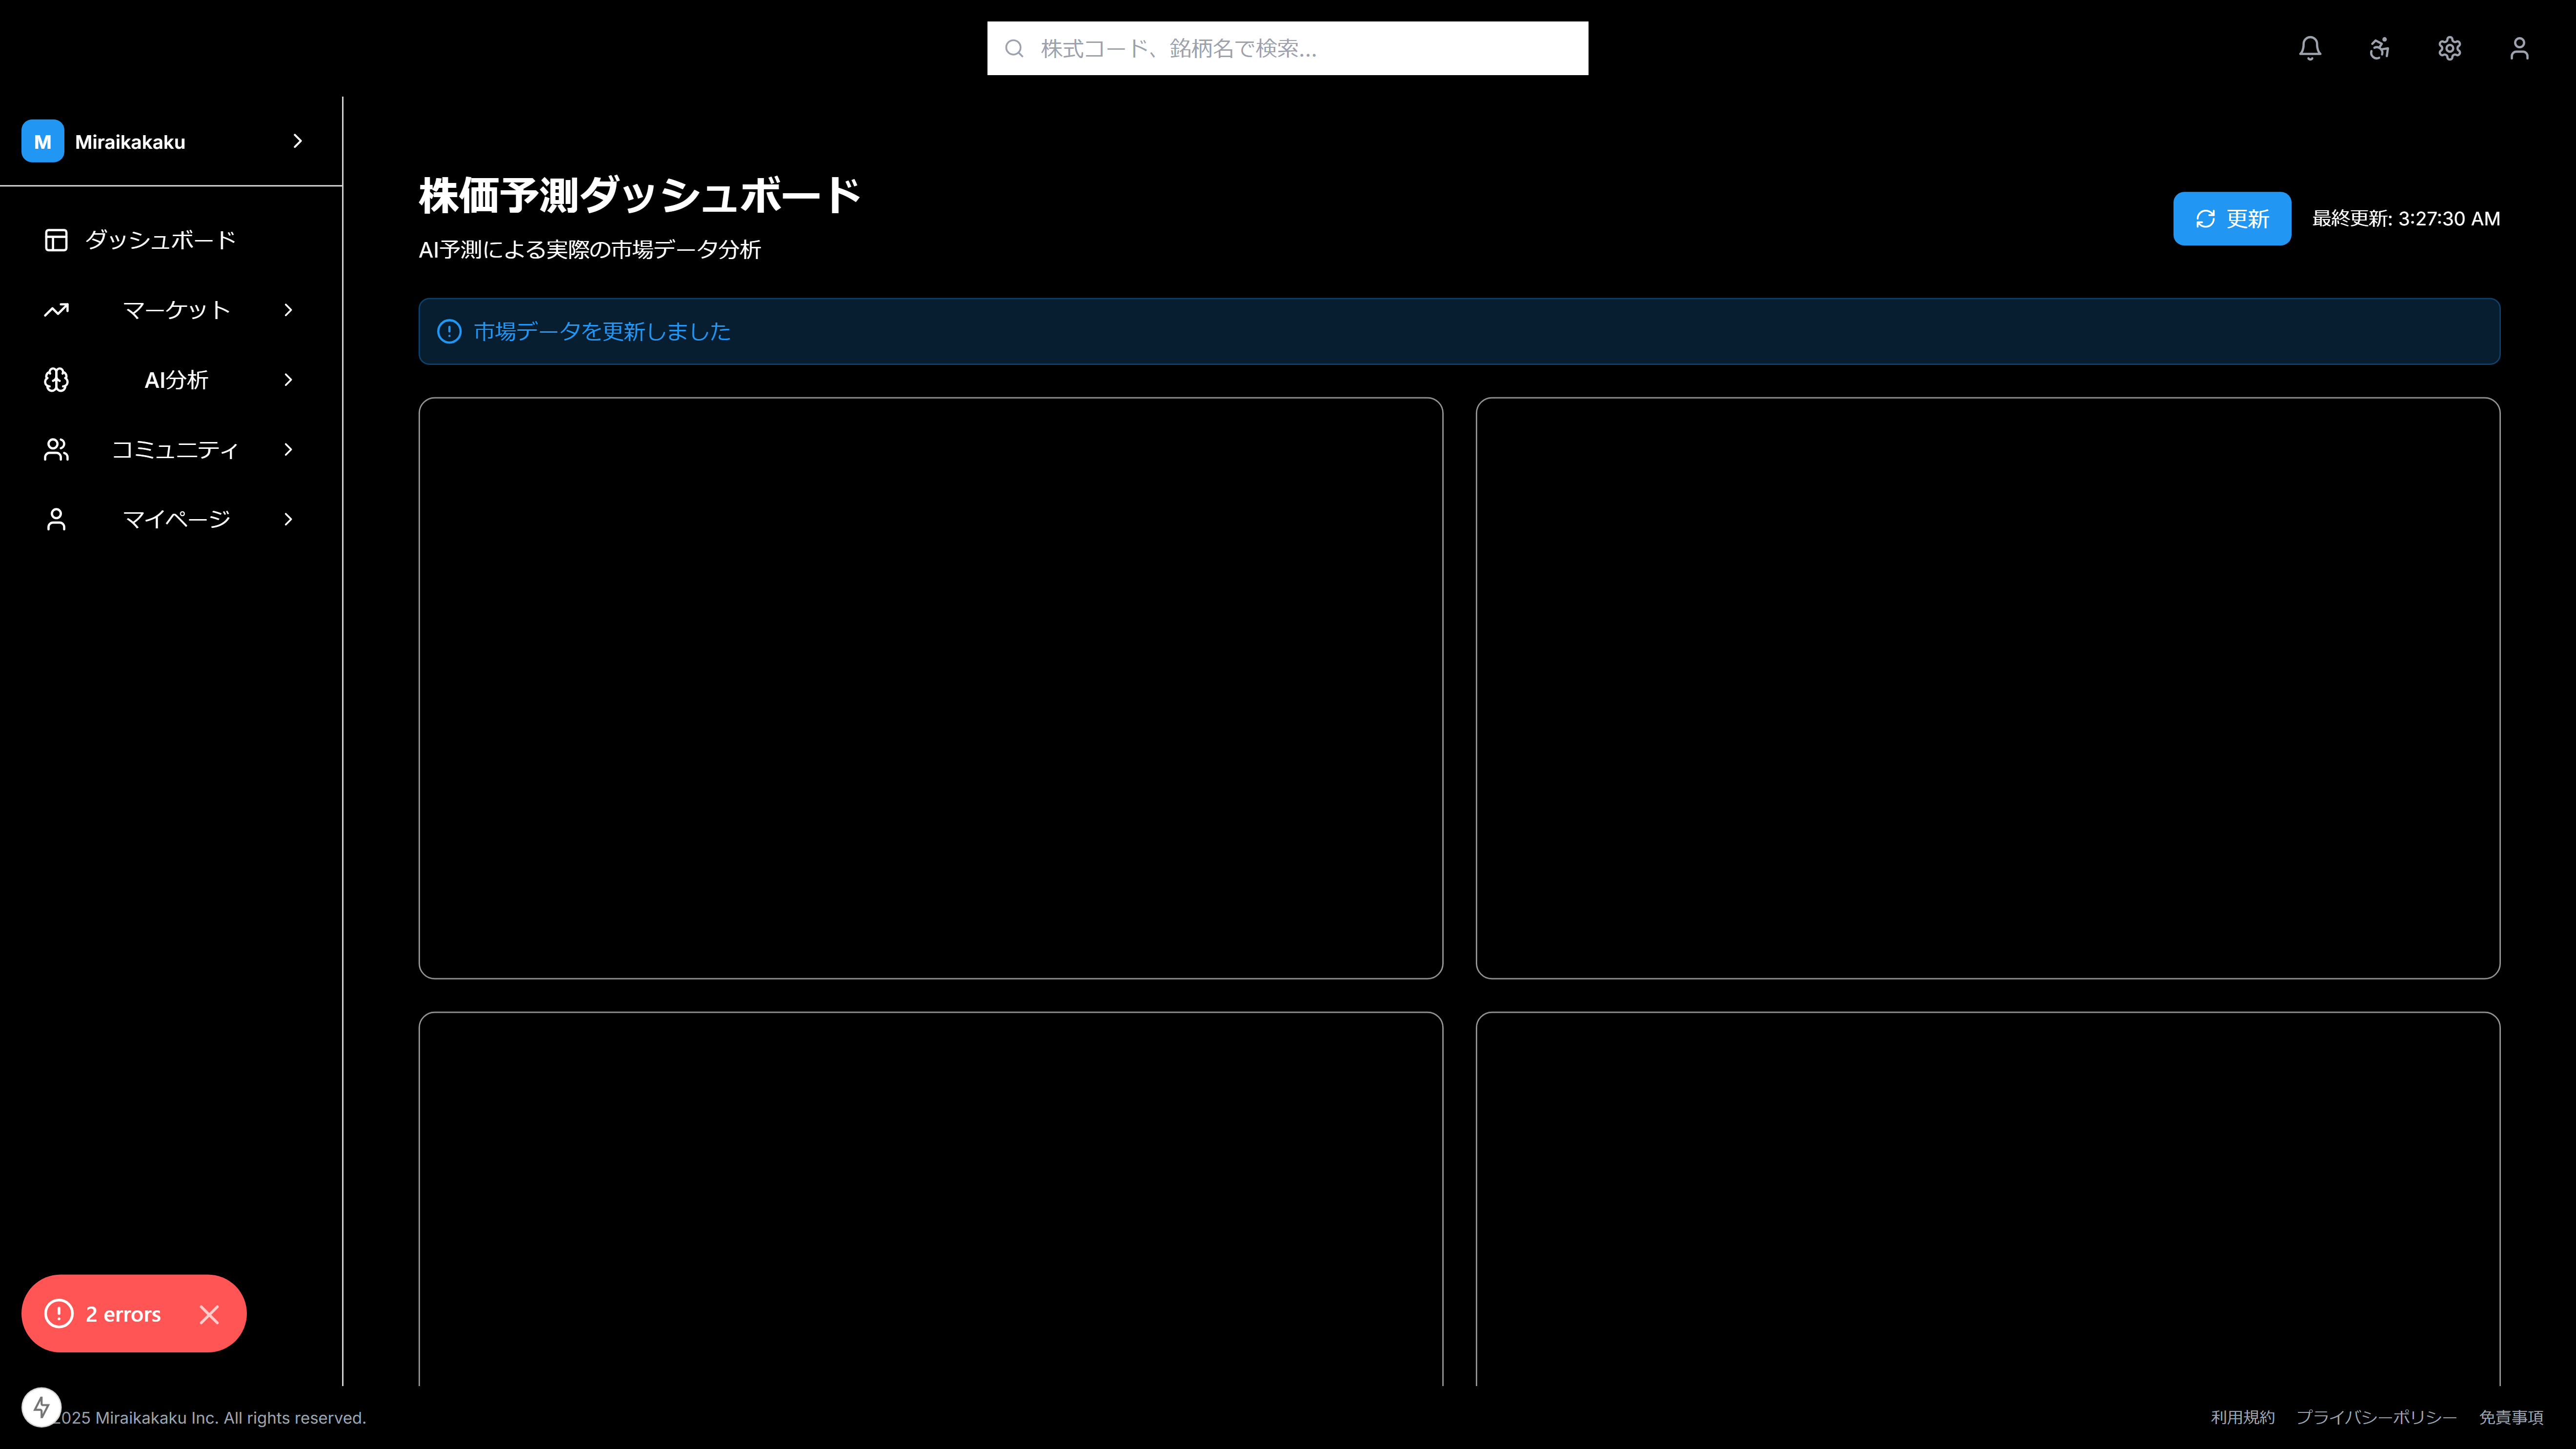 株式コード、銘柄名で検索...
M Miraikakaku
ダッシュボード
マーケット
AI分析
コミュニティ
マイページ
株価予測ダッシュボード
AI予測による実際の市場データ分析
更新 最終更新: 3:27:30 AM
市場データを更新しました
2 errors
2025 Miraikakaku Inc. All rights reserved.
利用規約 プライバシーポリシー 免責事項